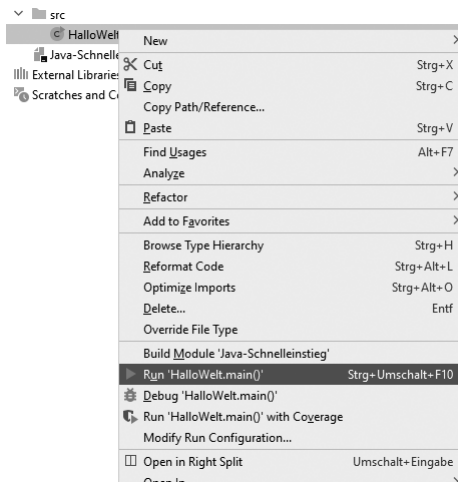 src
HalloWelt
Java-Schnelle
External Libraries
Scratches and Co
New
Cut Strg+X
Copy Strg+C
Copy Path/Reference...
Paste Strg+V
Find Usages Alt+F7
Analyze
Refactor
Add to Favorites
Browse Type Hierarchy Strg+H
Reformat Code Strg+Alt+L
Optimize Imports Strg+Alt+O
Delete... Entf
Override File Type
Build Module 'Java-Schnelleinstieg'
Run 'HalloWelt.main()' Strg+Umschalt+F10
Debug 'HalloWelt.main()'
Run 'HalloWelt.main()' with Coverage
Modify Run Configuration...
Open in Right Split Umschalt+Eingabe
Open In